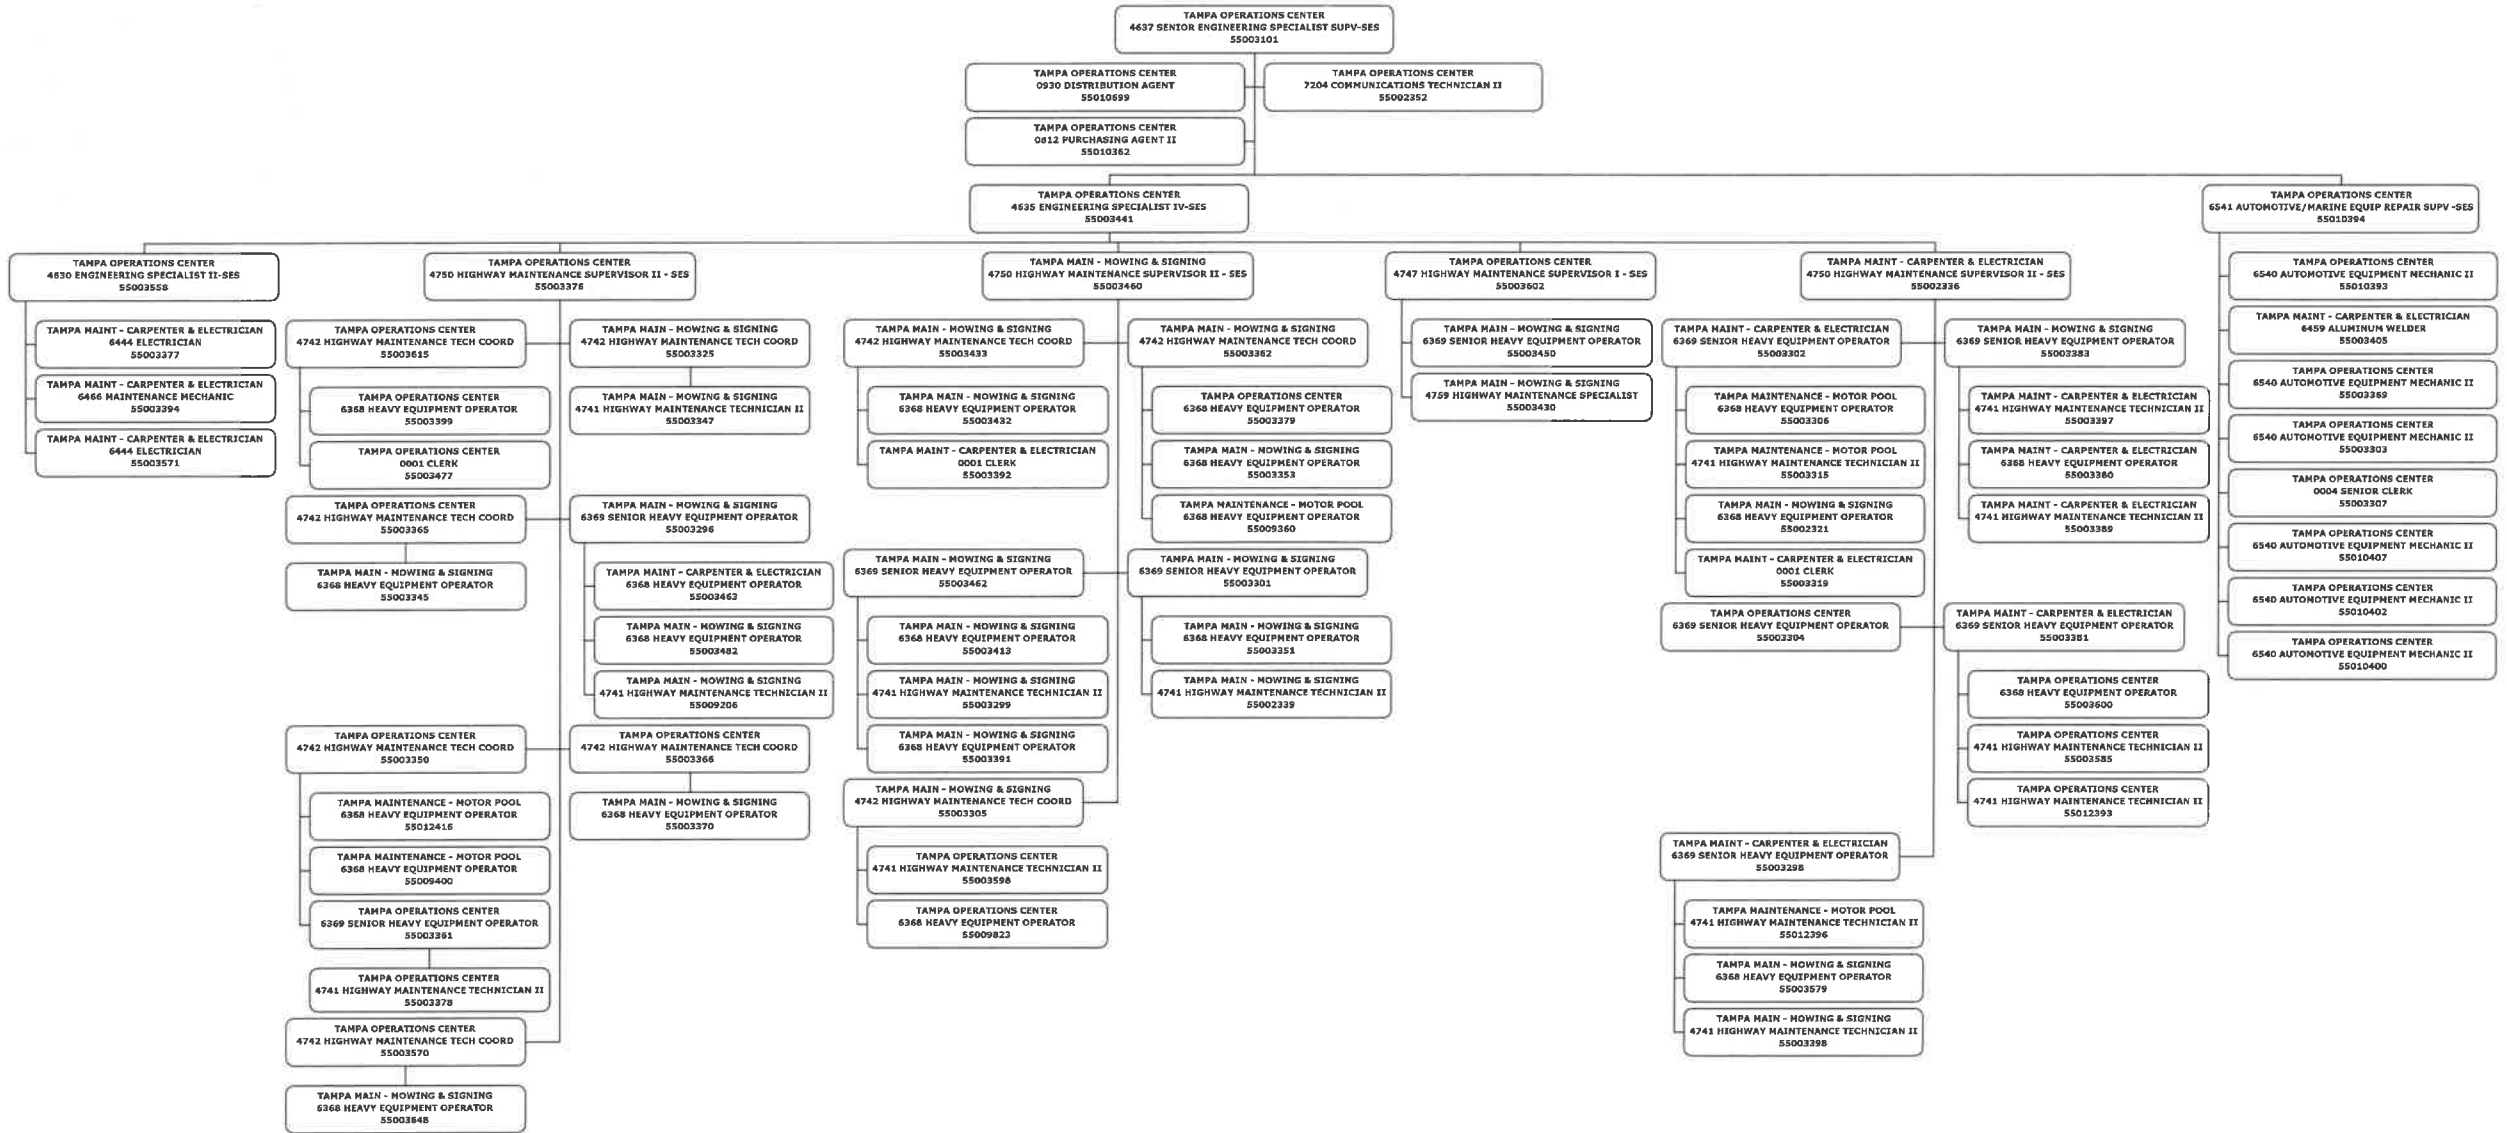 TAMPA OPERATIONS CENTER
4637 SENIOR ENGINEERING SPECIALIST SUPV-SES
55003101
TAMPA OPERATIONS CENTER
0930 DISTRIBUTION AGENT
55010699
TAMPA OPERATIONS CENTER
7204 COMMUNICATIONS TECHNICIAN II
55002352
TAMPA OPERATIONS CENTER
0812 PURCHASING AGENT II
55010362
TAMPA OPERATIONS CENTER
4635 ENGINEERING SPECIALIST IV-SES
55003441
TAMPA OPERATIONS CENTER
6541 AUTOMOTIVE/MARINE EQUIP REPAIR SUPV -SES
55010394
TAMPA OPERATIONS CENTER
4630 ENGINEERING SPECIALIST II-SES
55003558
TAMPA MAINT - CARPENTER & ELECTRICIAN
6444 ELECTRICIAN
55003377
TAMPA MAINT - CARPENTER & ELECTRICIAN
6466 MAINTENANCE MECHANIC
55003394
TAMPA MAINT - CARPENTER & ELECTRICIAN
6444 ELECTRICIAN
55003571
TAMPA OPERATIONS CENTER
4750 HIGHWAY MAINTENANCE SUPERVISOR II - SES
55003376
TAMPA OPERATIONS CENTER
4742 HIGHWAY MAINTENANCE TECH COORD
55003615
TAMPA OPERATIONS CENTER
6368 HEAVY EQUIPMENT OPERATOR
55003399
TAMPA OPERATIONS CENTER
0001 CLERK
55003477
TAMPA MAIN - MOWING & SIGNING
4742 HIGHWAY MAINTENANCE TECH COORD
55003325
TAMPA MAIN - MOWING & SIGNING
4741 HIGHWAY MAINTENANCE TECHNICIAN II
55003347
TAMPA OPERATIONS CENTER
4742 HIGHWAY MAINTENANCE TECH COORD
55003365
TAMPA MAIN - MOWING & SIGNING
6368 HEAVY EQUIPMENT OPERATOR
55003345
TAMPA MAIN - MOWING & SIGNING
6369 SENIOR HEAVY EQUIPMENT OPERATOR
55003296
TAMPA MAINT - CARPENTER & ELECTRICIAN
6368 HEAVY EQUIPMENT OPERATOR
55003463
TAMPA MAIN - MOWING & SIGNING
6368 HEAVY EQUIPMENT OPERATOR
55003482
TAMPA MAIN - MOWING & SIGNING
4741 HIGHWAY MAINTENANCE TECHNICIAN II
55009206
TAMPA OPERATIONS CENTER
4742 HIGHWAY MAINTENANCE TECH COORD
55003350
TAMPA MAINTENANCE - MOTOR POOL
6368 HEAVY EQUIPMENT OPERATOR
55012416
TAMPA MAINTENANCE - MOTOR POOL
6368 HEAVY EQUIPMENT OPERATOR
55009400
TAMPA OPERATIONS CENTER
6369 SENIOR HEAVY EQUIPMENT OPERATOR
55003361
TAMPA OPERATIONS CENTER
4741 HIGHWAY MAINTENANCE TECHNICIAN II
55003378
TAMPA OPERATIONS CENTER
4742 HIGHWAY MAINTENANCE TECH COORD
55003366
TAMPA MAIN - MOWING & SIGNING
6368 HEAVY EQUIPMENT OPERATOR
55003370
TAMPA OPERATIONS CENTER
4742 HIGHWAY MAINTENANCE TECH COORD
55003570
TAMPA MAIN - MOWING & SIGNING
6368 HEAVY EQUIPMENT OPERATOR
55003648
TAMPA MAIN - MOWING & SIGNING
4750 HIGHWAY MAINTENANCE SUPERVISOR II - SES
55003460
TAMPA MAIN - MOWING & SIGNING
4742 HIGHWAY MAINTENANCE TECH COORD
55003433
TAMPA MAIN - MOWING & SIGNING
6368 HEAVY EQUIPMENT OPERATOR
55003432
TAMPA MAINT - CARPENTER & ELECTRICIAN
0001 CLERK
55003392
TAMPA MAIN - MOWING & SIGNING
4742 HIGHWAY MAINTENANCE TECH COORD
55003362
TAMPA OPERATIONS CENTER
6368 HEAVY EQUIPMENT OPERATOR
55003379
TAMPA MAIN - MOWING & SIGNING
6368 HEAVY EQUIPMENT OPERATOR
55003353
TAMPA MAINTENANCE - MOTOR POOL
6368 HEAVY EQUIPMENT OPERATOR
55009360
TAMPA MAIN - MOWING & SIGNING
6369 SENIOR HEAVY EQUIPMENT OPERATOR
55003462
TAMPA MAIN - MOWING & SIGNING
6368 HEAVY EQUIPMENT OPERATOR
55003413
TAMPA MAIN - MOWING & SIGNING
4741 HIGHWAY MAINTENANCE TECHNICIAN II
55003299
TAMPA MAIN - MOWING & SIGNING
6368 HEAVY EQUIPMENT OPERATOR
55003391
TAMPA MAIN - MOWING & SIGNING
6369 SENIOR HEAVY EQUIPMENT OPERATOR
55003301
TAMPA MAIN - MOWING & SIGNING
6368 HEAVY EQUIPMENT OPERATOR
55003351
TAMPA MAIN - MOWING & SIGNING
4741 HIGHWAY MAINTENANCE TECHNICIAN II
55002339
TAMPA MAIN - MOWING & SIGNING
4742 HIGHWAY MAINTENANCE TECH COORD
55003305
TAMPA OPERATIONS CENTER
4741 HIGHWAY MAINTENANCE TECHNICIAN II
55003598
TAMPA OPERATIONS CENTER
6368 HEAVY EQUIPMENT OPERATOR
55009823
TAMPA OPERATIONS CENTER
4747 HIGHWAY MAINTENANCE SUPERVISOR I - SES
55003602
TAMPA MAIN - MOWING & SIGNING
6369 SENIOR HEAVY EQUIPMENT OPERATOR
55003450
TAMPA MAIN - MOWING & SIGNING
4759 HIGHWAY MAINTENANCE SPECIALIST
55003430
TAMPA MAINT - CARPENTER & ELECTRICIAN
4750 HIGHWAY MAINTENANCE SUPERVISOR II - SES
55002336
TAMPA MAINT - CARPENTER & ELECTRICIAN
6369 SENIOR HEAVY EQUIPMENT OPERATOR
55003302
TAMPA MAINTENANCE - MOTOR POOL
6368 HEAVY EQUIPMENT OPERATOR
55003306
TAMPA MAINTENANCE - MOTOR POOL
4741 HIGHWAY MAINTENANCE TECHNICIAN II
55003315
TAMPA MAIN - MOWING & SIGNING
6368 HEAVY EQUIPMENT OPERATOR
55002321
TAMPA MAINT - CARPENTER & ELECTRICIAN
0001 CLERK
55003319
TAMPA MAIN - MOWING & SIGNING
6369 SENIOR HEAVY EQUIPMENT OPERATOR
55003383
TAMPA MAINT - CARPENTER & ELECTRICIAN
4741 HIGHWAY MAINTENANCE TECHNICIAN II
55003397
TAMPA MAINT - CARPENTER & ELECTRICIAN
6368 HEAVY EQUIPMENT OPERATOR
55003380
TAMPA MAINT - CARPENTER & ELECTRICIAN
4741 HIGHWAY MAINTENANCE TECHNICIAN II
55003389
TAMPA OPERATIONS CENTER
6369 SENIOR HEAVY EQUIPMENT OPERATOR
55003304
TAMPA MAINT - CARPENTER & ELECTRICIAN
6369 SENIOR HEAVY EQUIPMENT OPERATOR
55003381
TAMPA OPERATIONS CENTER
6368 HEAVY EQUIPMENT OPERATOR
55003600
TAMPA OPERATIONS CENTER
4741 HIGHWAY MAINTENANCE TECHNICIAN II
55003585
TAMPA OPERATIONS CENTER
4741 HIGHWAY MAINTENANCE TECHNICIAN II
55012393
TAMPA MAINT - CARPENTER & ELECTRICIAN
6369 SENIOR HEAVY EQUIPMENT OPERATOR
55003298
TAMPA MAINTENANCE - MOTOR POOL
4741 HIGHWAY MAINTENANCE TECHNICIAN II
55012396
TAMPA MAIN - MOWING & SIGNING
6368 HEAVY EQUIPMENT OPERATOR
55003579
TAMPA MAIN - MOWING & SIGNING
4741 HIGHWAY MAINTENANCE TECHNICIAN II
55003398
TAMPA OPERATIONS CENTER
6540 AUTOMOTIVE EQUIPMENT MECHANIC II
55010393
TAMPA MAINT - CARPENTER & ELECTRICIAN
6459 ALUMINUM WELDER
55003405
TAMPA OPERATIONS CENTER
6540 AUTOMOTIVE EQUIPMENT MECHANIC II
55003369
TAMPA OPERATIONS CENTER
6540 AUTOMOTIVE EQUIPMENT MECHANIC II
55003303
TAMPA OPERATIONS CENTER
0004 SENIOR CLERK
55003307
TAMPA OPERATIONS CENTER
6540 AUTOMOTIVE EQUIPMENT MECHANIC II
55010407
TAMPA OPERATIONS CENTER
6540 AUTOMOTIVE EQUIPMENT MECHANIC II
55010402
TAMPA OPERATIONS CENTER
6540 AUTOMOTIVE EQUIPMENT MECHANIC II
55010400